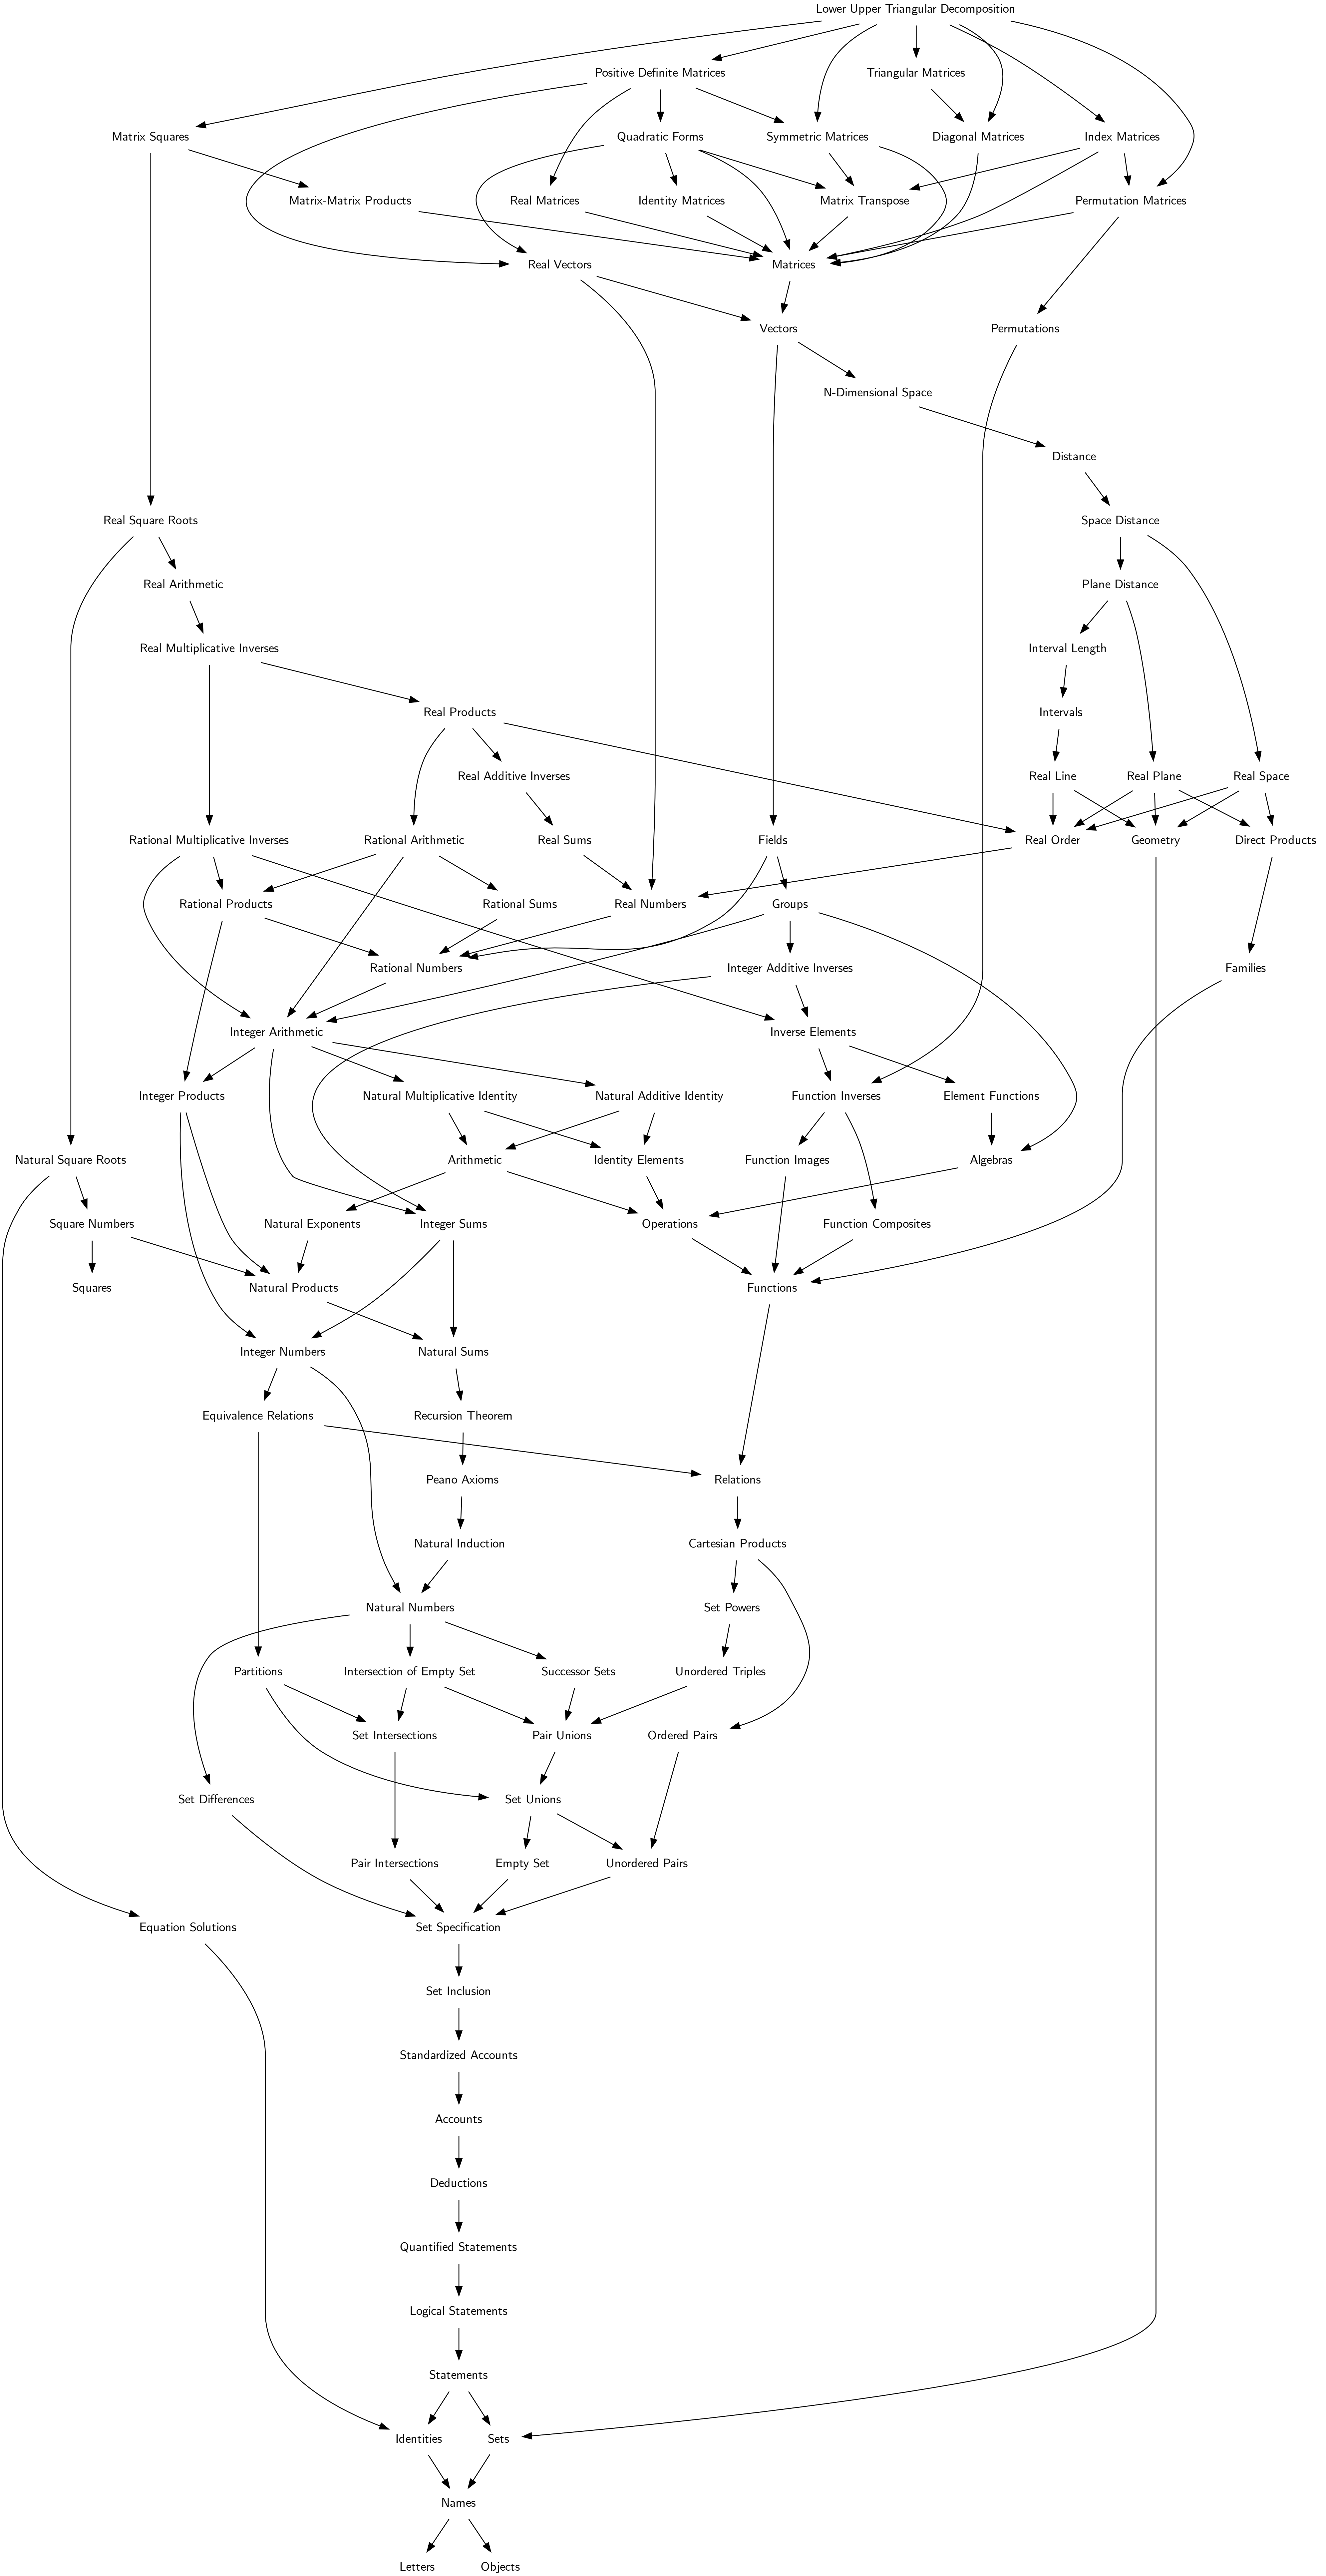 Lower Upper Triangular Decomposition
Positive Definite Matrices
Triangular Matrices
Matrix Squares
Quadratic Forms
Symmetric Matrices
Diagonal Matrices
Index Matrices
Matrix-Matrix Products
Real Matrices
Identity Matrices
Matrix Transpose
Permutation Matrices
Real Vectors
Matrices
Vectors
Permutations
N-Dimensional Space
Distance
Real Square Roots
Space Distance
Real Arithmetic
Plane Distance
Real Multiplicative Inverses
Interval Length
Real Products
Intervals
Real Additive Inverses
Real Line
Real Plane
Real Space
Rational Multiplicative Inverses
Rational Arithmetic
Real Sums
Fields
Real Order
Geometry
Direct Products
Rational Products
Rational Sums
Real Numbers
Groups
Rational Numbers
Integer Additive Inverses
Families
Integer Arithmetic
Inverse Elements
Integer Products
Natural Multiplicative Identity
Natural Additive Identity
Function Inverses
Element Functions
Natural Square Roots
Arithmetic
Identity Elements
Function Images
Algebras
Square Numbers
Natural Exponents
Integer Sums
Operations
Function Composites
Squares
Natural Products
Functions
Integer Numbers
Natural Sums
Equivalence Relations
Recursion Theorem
Peano Axioms
Relations
Natural Induction
Cartesian Products
Natural Numbers
Set Powers
Partitions
Intersection of Empty Set
Successor Sets
Unordered Triples
Set Intersections
Pair Unions
Ordered Pairs
Set Differences
Set Unions
Pair Intersections
Empty Set
Unordered Pairs
Equation Solutions
Set Specification
Set Inclusion
Standardized Accounts
Accounts
Deductions
Quantified Statements
Logical Statements
Statements
Identities
Sets
Names
Letters
Objects